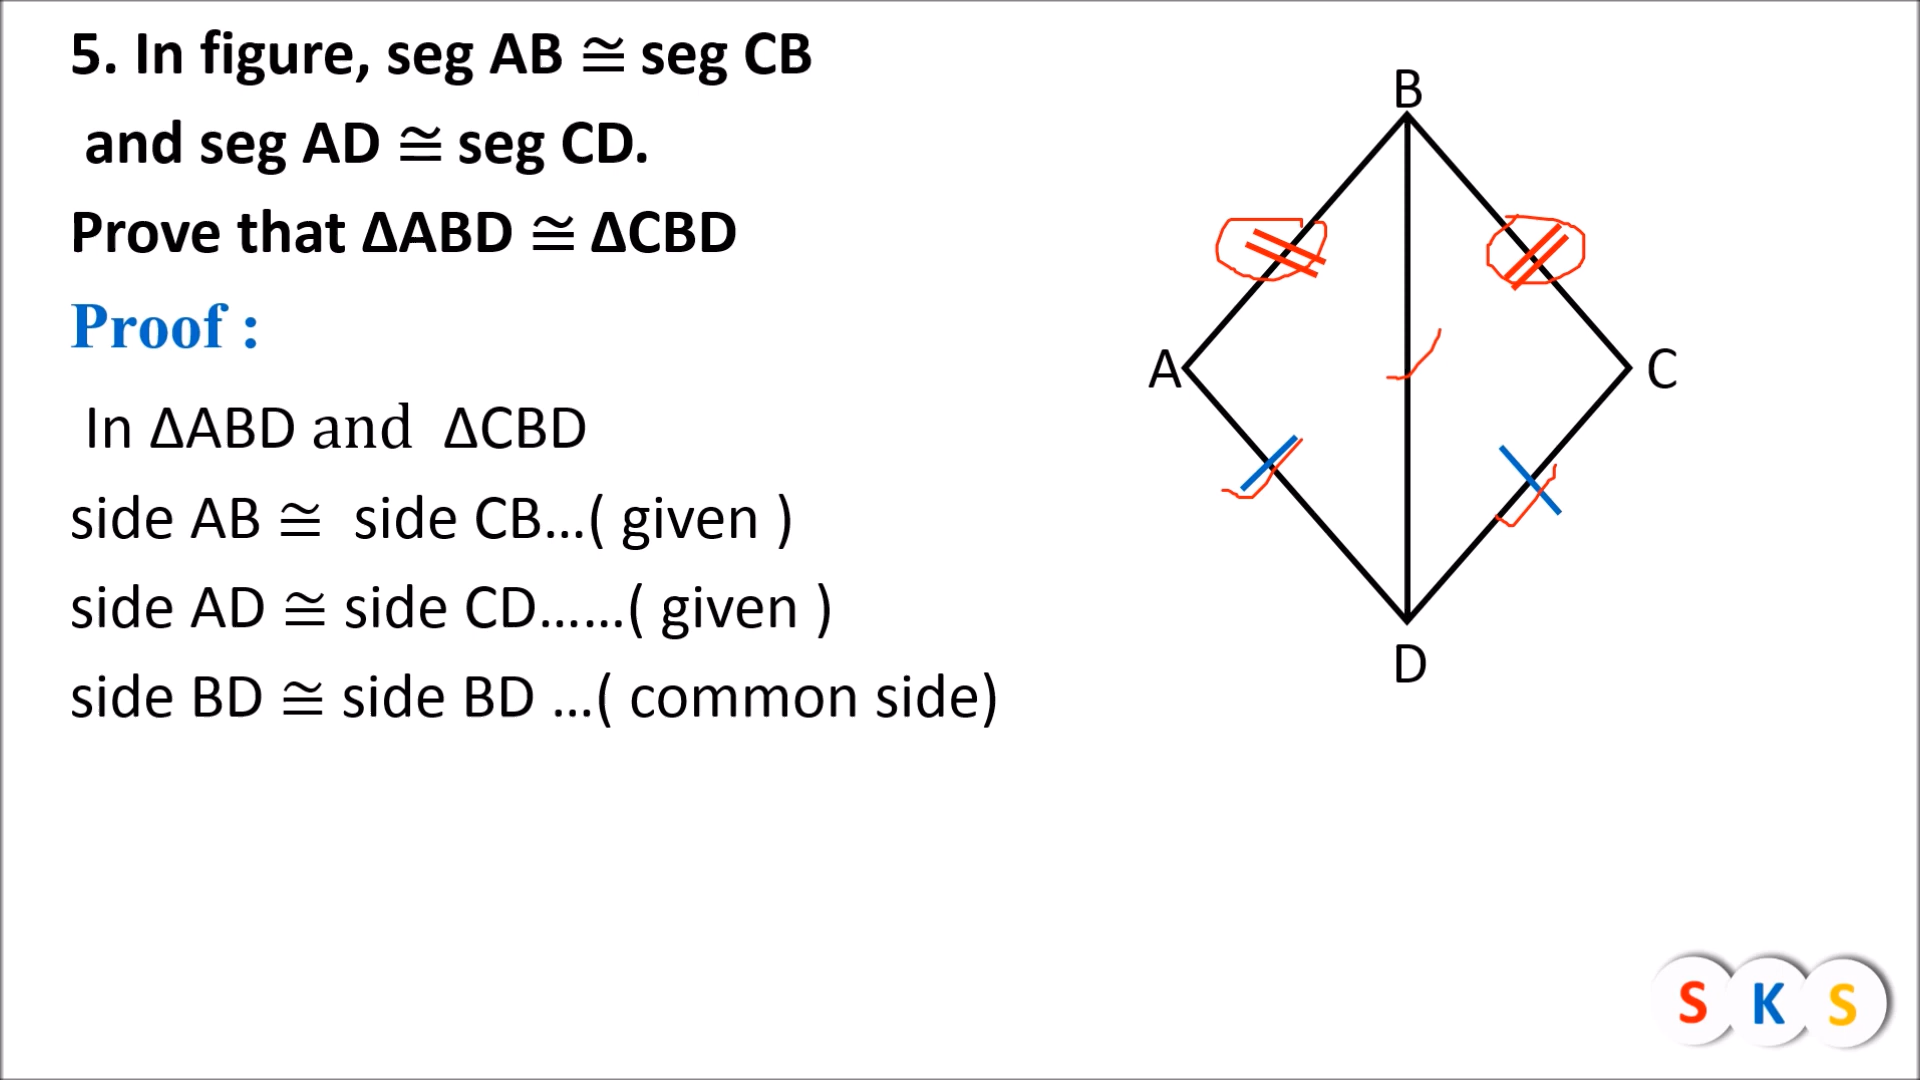 5. In figure, seg AB ≅ seg CB
and seg AD ≅ seg CD.
Prove that ΔABD ≅ ΔCBD
Proof :
In ΔABD and ΔCBD
side AB ≅ side CB...( given )
side AD ≅ side CD......( given )
side BD ≅ side BD ...( common side)
B
A
C
D
S K S